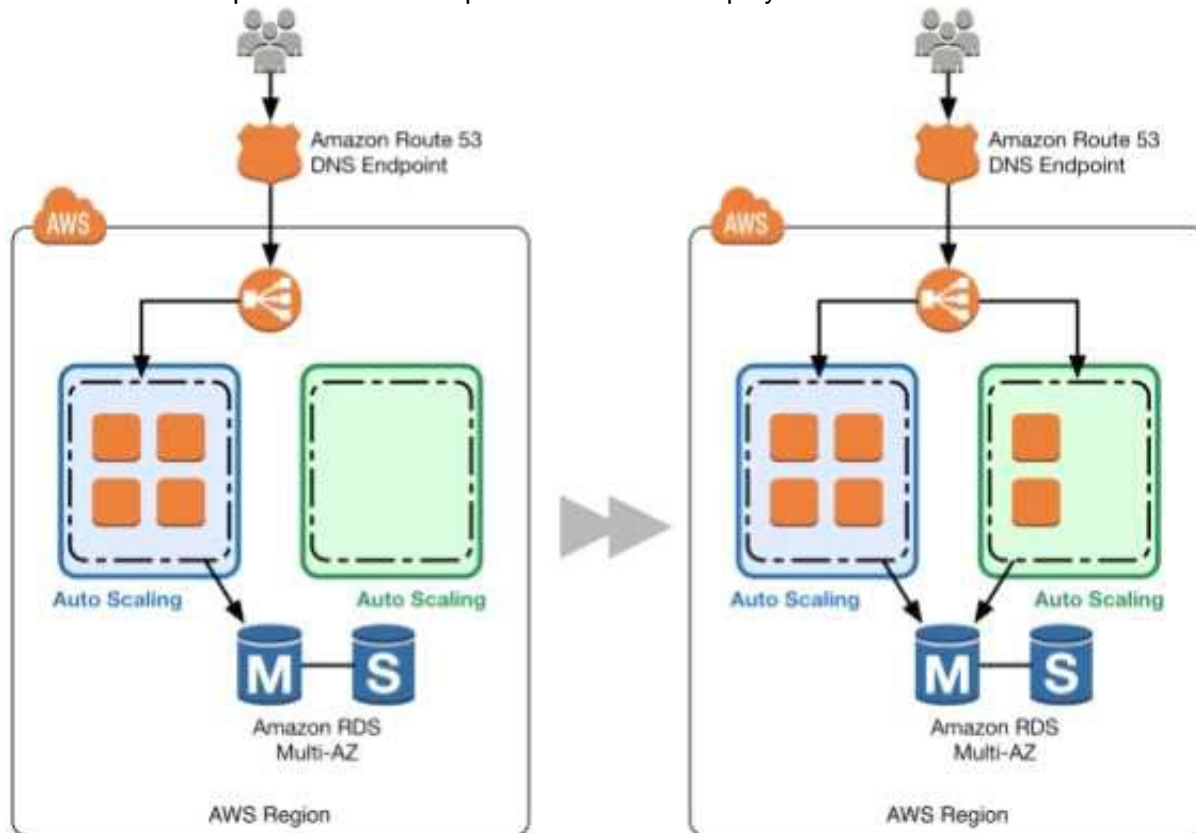 Amazon Route 53
DNS Endpoint
AWS
Auto Scaling
Auto Scaling
M
S
Amazon RDS
Multi-AZ
AWS Region
Amazon Route 53
DNS Endpoint
AWS
Auto Scaling
Auto Scaling
M
S
Amazon RDS
Multi-AZ
AWS Region